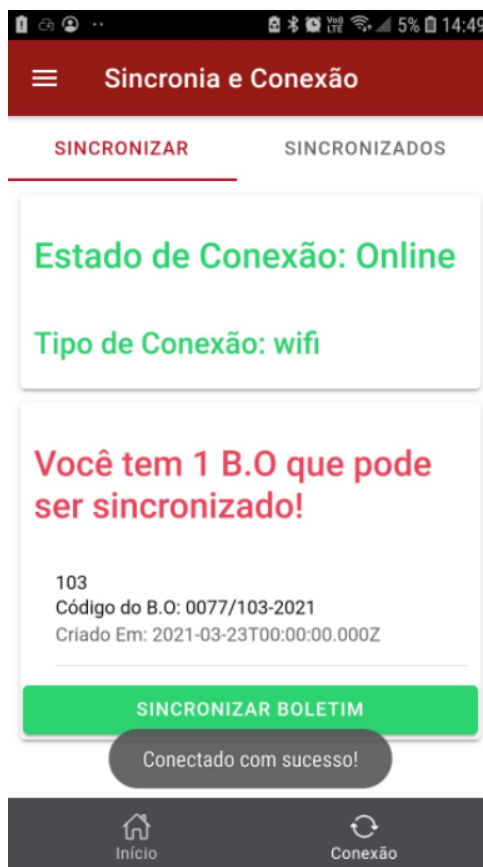 VoD LTE 5% 14:49
Sincronia e Conexão
SINCRONIZAR SINCRONIZADOS
Estado de Conexão: Online
Tipo de Conexão: wifi
Você tem 1 B.O que pode
ser sincronizado!
103
Código do B.O: 0077/103-2021
Criado Em: 2021-03-23T00:00:00.000Z
SINCRONIZAR BOLETIM
Conectado com sucesso!
Início Conexão